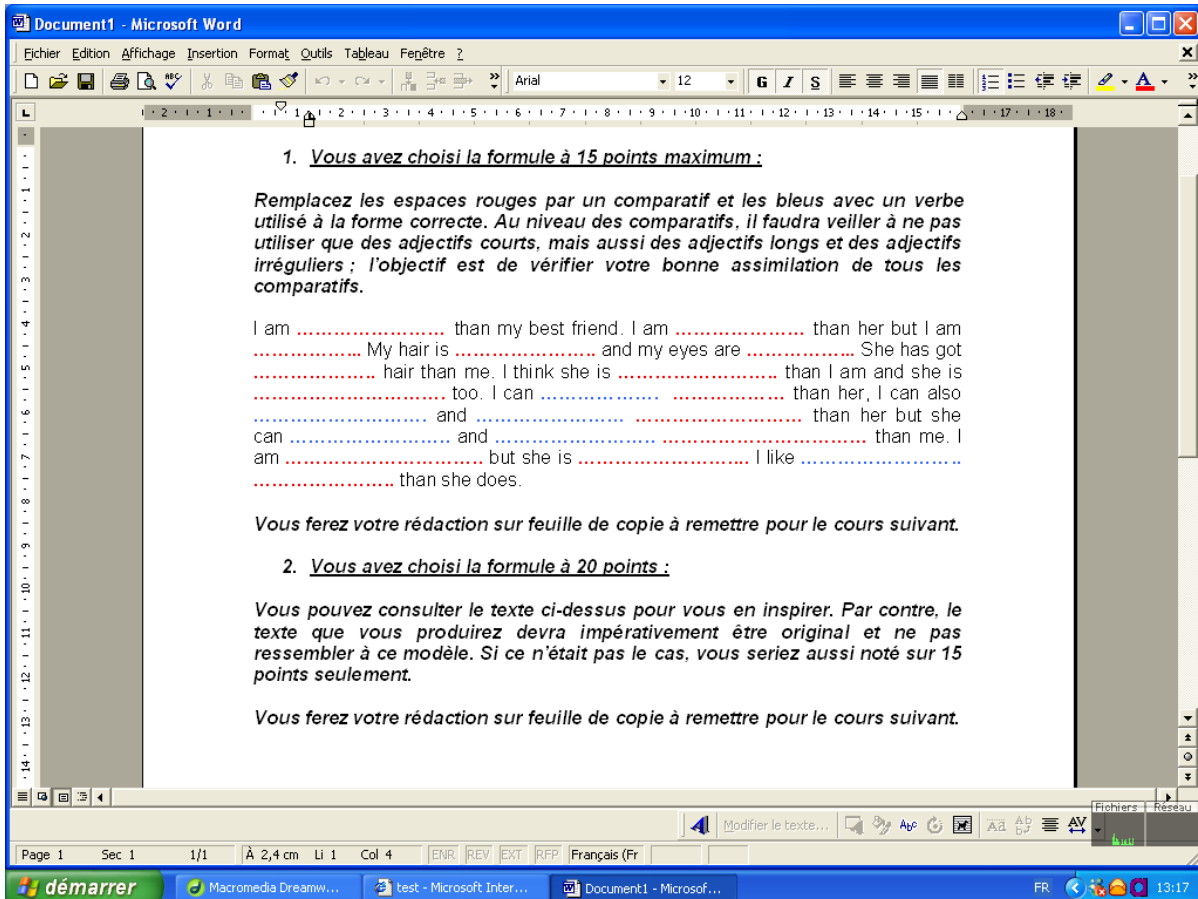 Document1 - Microsoft Word
Fichier Edition Affichage Insertion Format Outils Tableau Fenêtre ?
Arial 12 G I S
1. Vous avez choisi la formule à 15 points maximum :
Remplacez les espaces rouges par un comparatif et les bleus avec un verbe
utilisé à la forme correcte. Au niveau des comparatifs, il faudra veiller à ne pas
utiliser que des adjectifs courts, mais aussi des adjectifs longs et des adjectifs
irréguliers ; l'objectif est de vérifier votre bonne assimilation de tous les
comparatifs.
I am …………………… than my best friend. I am ………………… than her but I am
……………… My hair is ………………….. and my eyes are ……………… She has got
……………….. hair than me. I think she is …………………….. than I am and she is
…………………………. too. I can ………………. ……………… than her, I can also
………………………. and …………………… ……………………… than her but she
can …………………….. and …………………….. ………………………………. than me. I
am ………………………….. but she is ……………………... I like ……………………..
………………….. than she does.
Vous ferez votre rédaction sur feuille de copie à remettre pour le cours suivant.
2. Vous avez choisi la formule à 20 points :
Vous pouvez consulter le texte ci-dessus pour vous en inspirer. Par contre, le
texte que vous produirez devra impérativement être original et ne pas
ressembler à ce modèle. Si ce n'était pas le cas, vous seriez aussi noté sur 15
points seulement.
Vous ferez votre rédaction sur feuille de copie à remettre pour le cours suivant.
Fichiers Réseau
Modifier le texte...
Page 1 Sec 1 1/1 À 2,4 cm Li 1 Col 4 ENR REV EXT RFP Français (Fr
démarrer Macromedia Dreamw... test - Microsoft Inter... Document1 - Microsof... FR 13:17